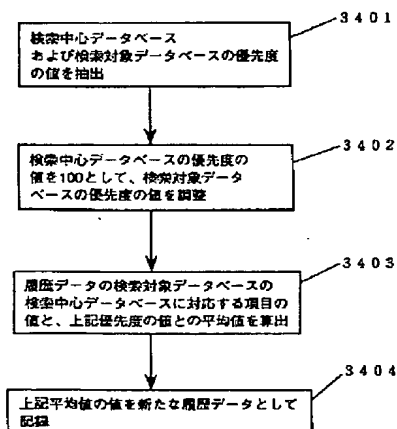 3401
検索中心データベース
および検索対象データベースの優先度
の値を抽出
3402
検索中心データベースの優先度の
値を100として、検索対象データ
ベースの優先度の値を調整
3403
履歴データの検索対象データベースの
検索中心データベースに対応する項目の
値と、上記優先度の値との平均値を算出
3404
上記平均値の値を新たな履歴データとして
記録